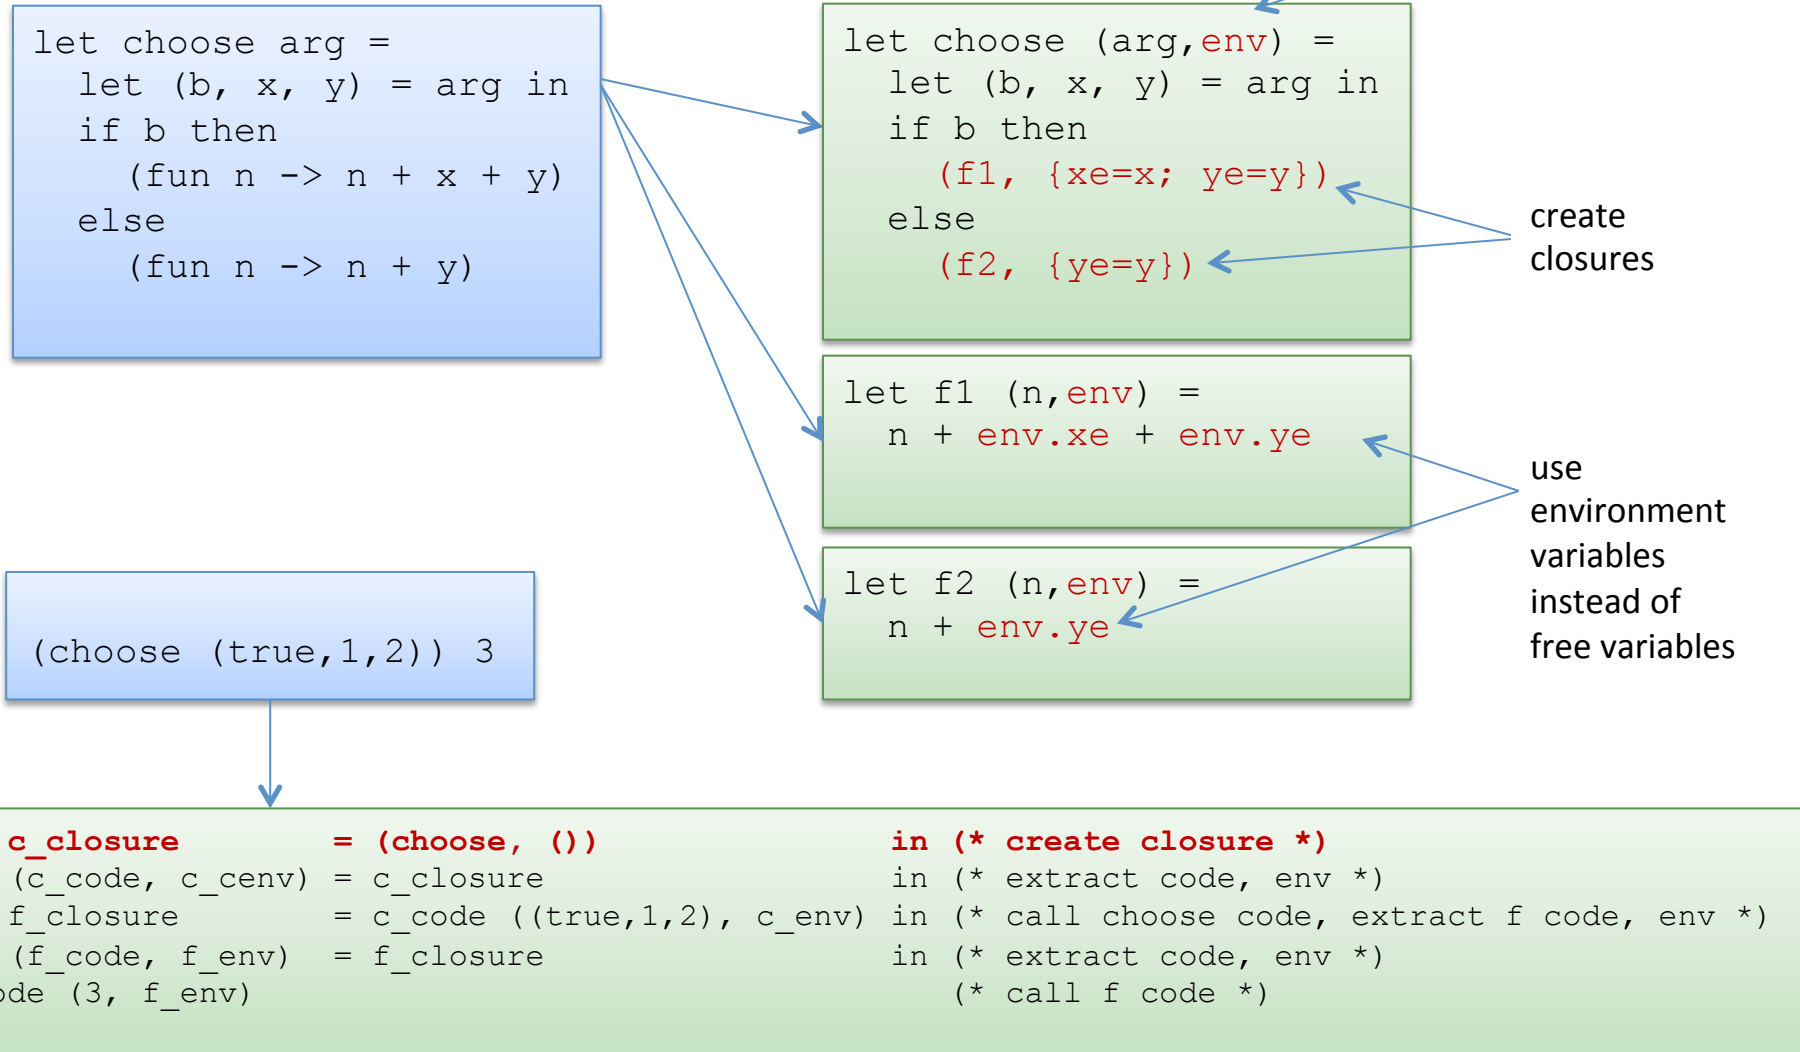 let choose arg =
  let (b, x, y) = arg in
  if b then
    (fun n -> n + x + y)
  else
    (fun n -> n + y)
let choose (arg,env) =
  let (b, x, y) = arg in
  if b then
    (f1, {xe=x; ye=y})
  else
    (f2, {ye=y})
create
closures
let f1 (n,env) =
  n + env.xe + env.ye
use
environment
variables
instead of
free variables
let f2 (n,env) =
  n + env.ye
(choose (true,1,2)) 3
c_closure = (choose, ()) in (* create closure *)
(c_code, c_cenv) = c_closure in (* extract code, env *)
f_closure = c_code ((true,1,2), c_env) in (* call choose code, extract f code, env *)
(f_code, f_env) = f_closure in (* extract code, env *)
ode (3, f_env) (* call f code *)